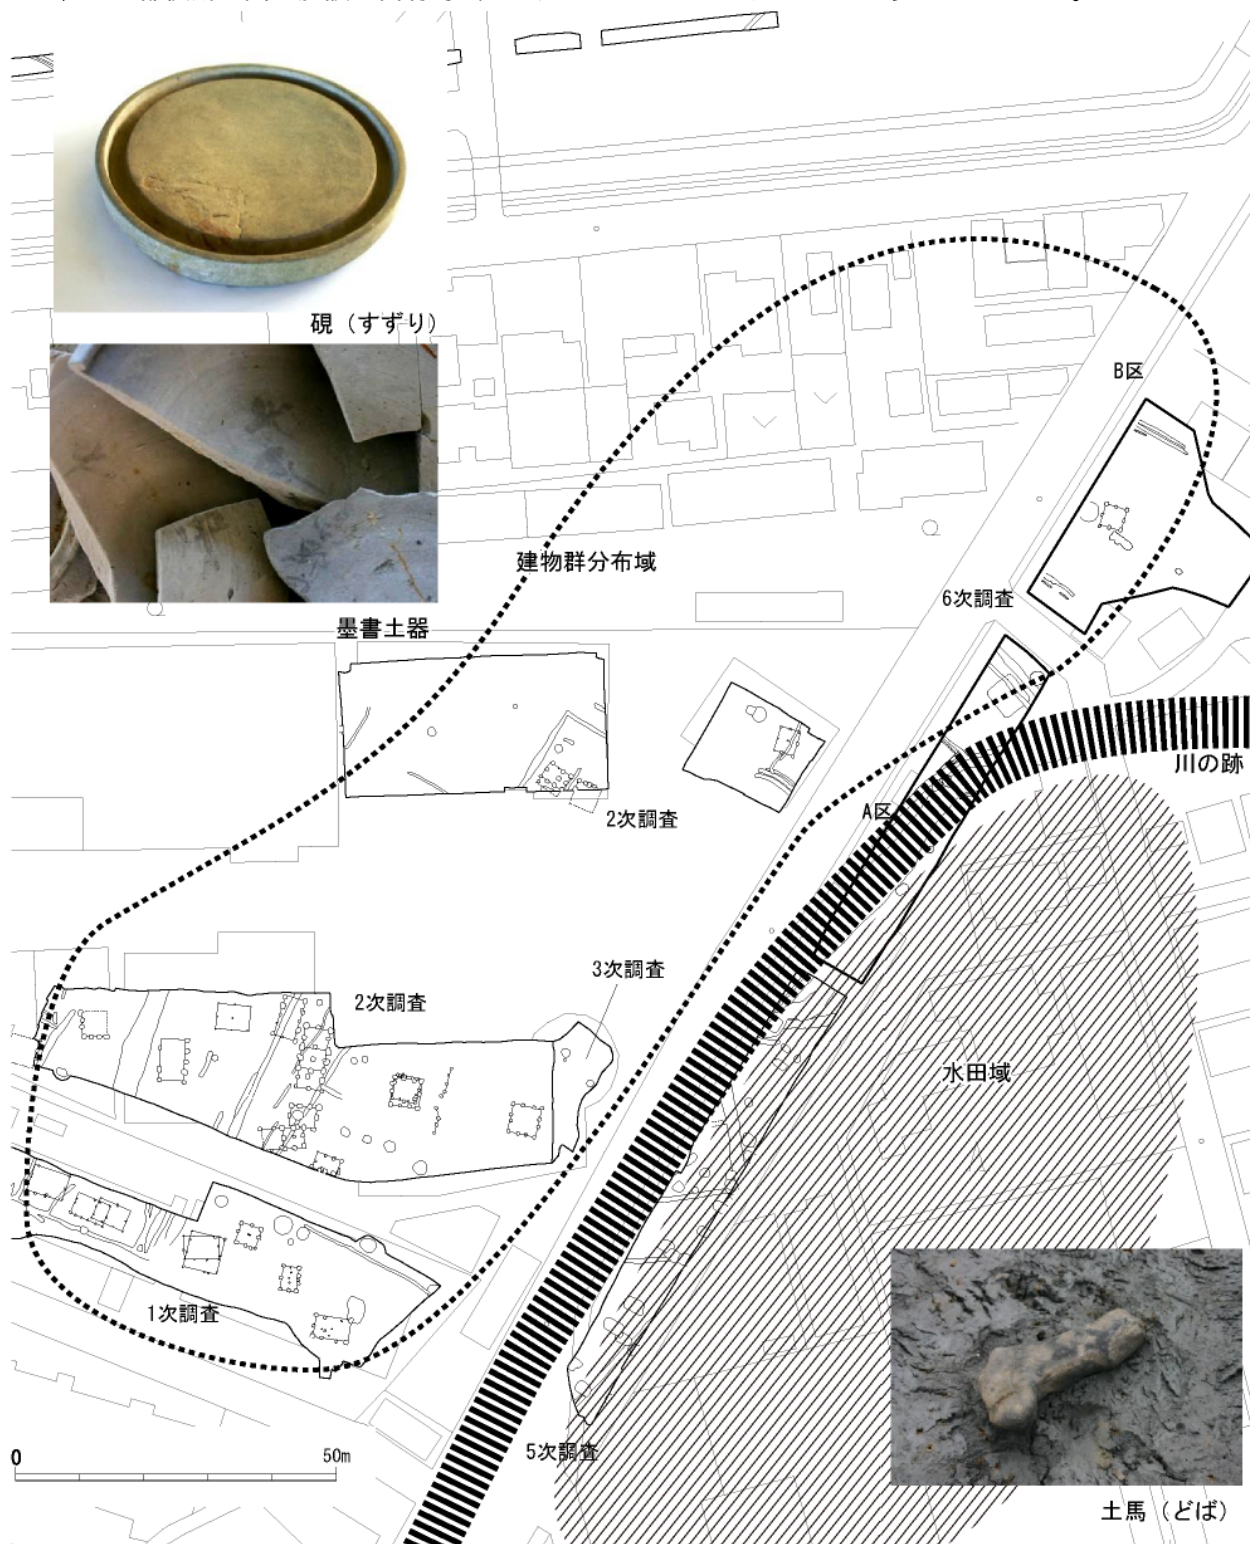 硯（すずり）
B区
建物群分布域
6次調査
墨書土器
川の跡
2次調査
A区
3次調査
2次調査
水田域
1次調査
0
50m
5次調査
土馬（どば）